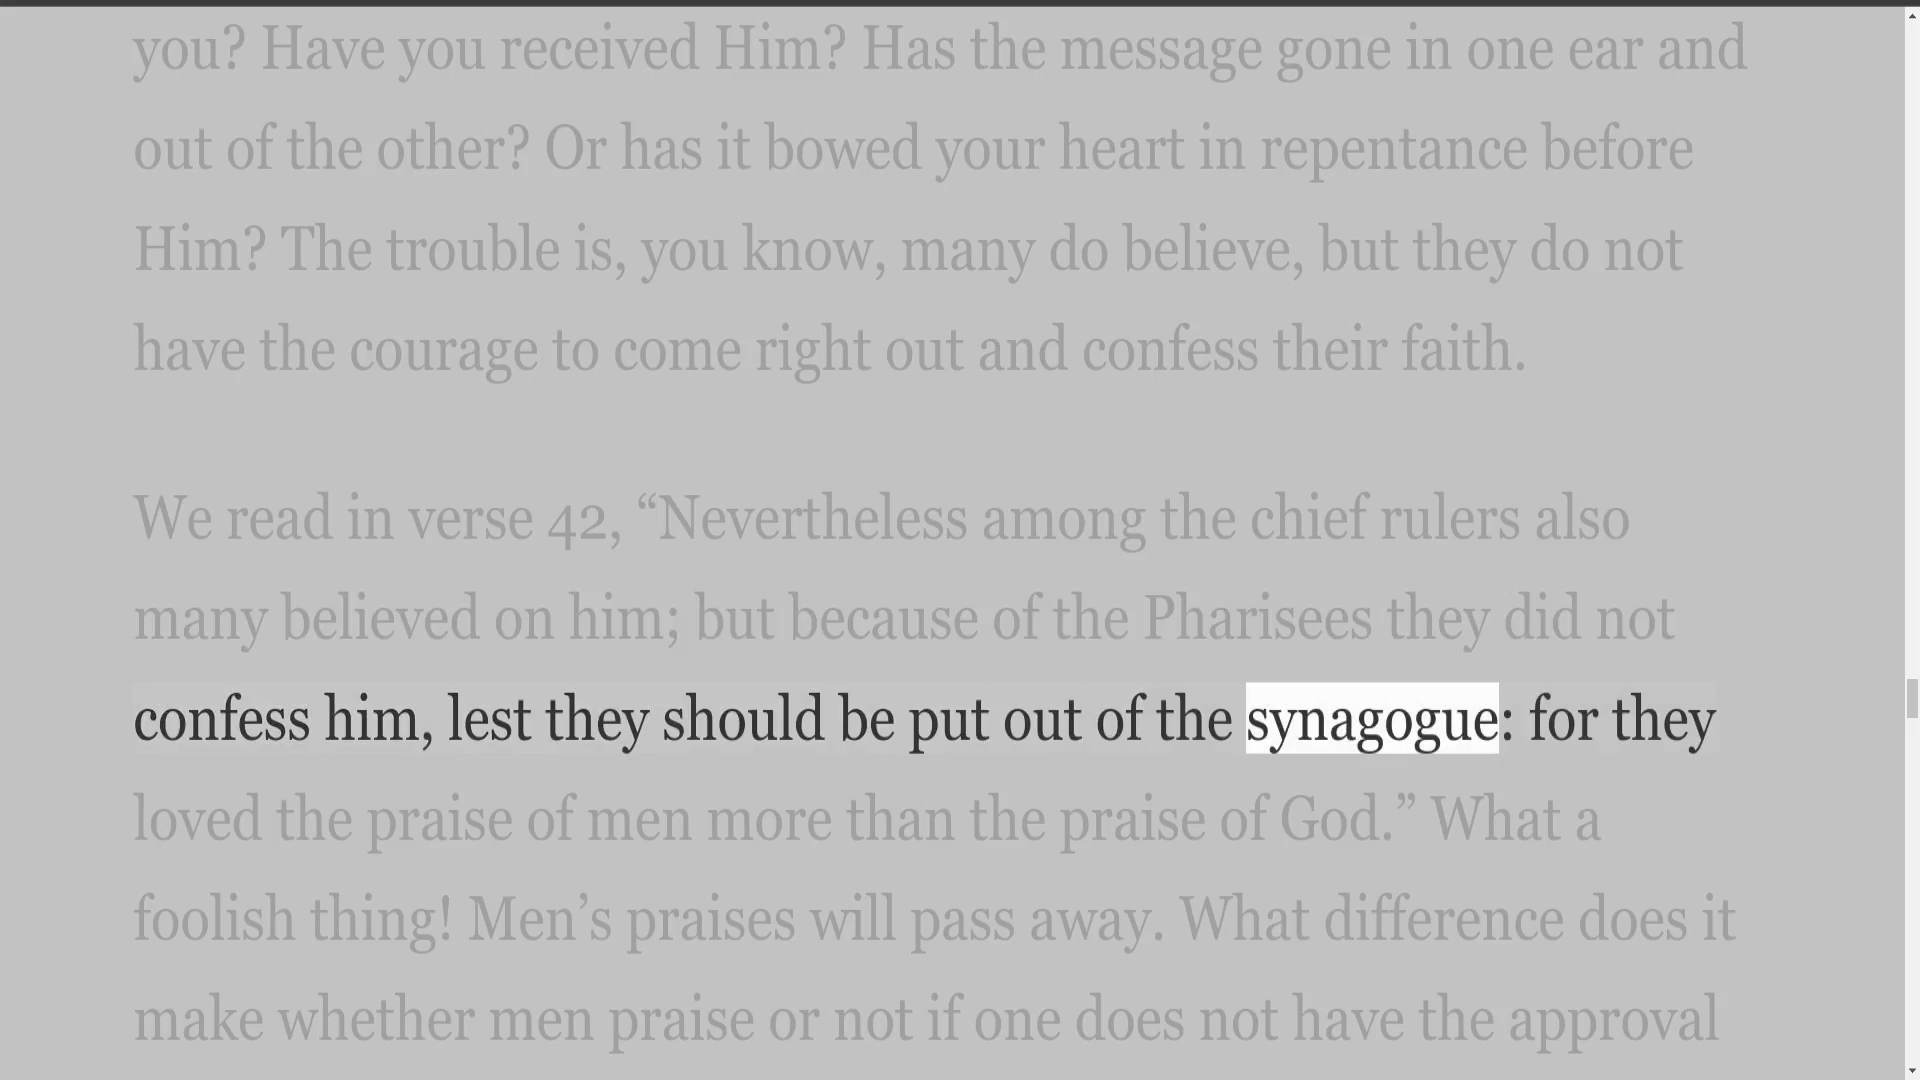 you? Have you received Him? Has the message gone in one ear and
out of the other? Or has it bowed your heart in repentance before
Him? The trouble is, you know, many do believe, but they do not
have the courage to come right out and confess their faith.
We read in verse 42, “Nevertheless among the chief rulers also
many believed on him; but because of the Pharisees they did not
confess him, lest they should be put out of the synagogue: for they
loved the praise of men more than the praise of God.” What a
foolish thing! Men’s praises will pass away. What difference does it
make whether men praise or not if one does not have the approval